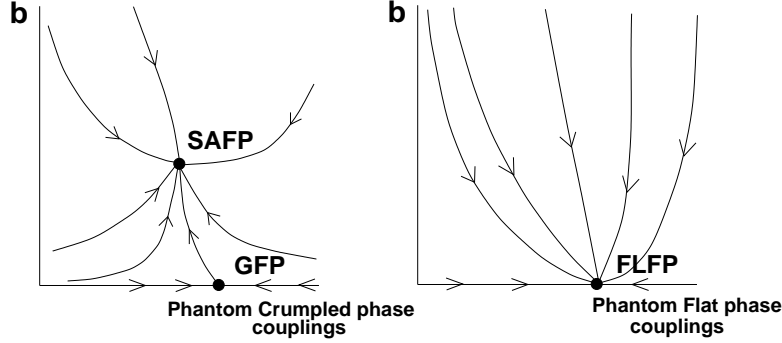 b
SAFP
GFP
Phantom Crumpled phase
couplings
b
FLFP
Phantom Flat phase
couplings